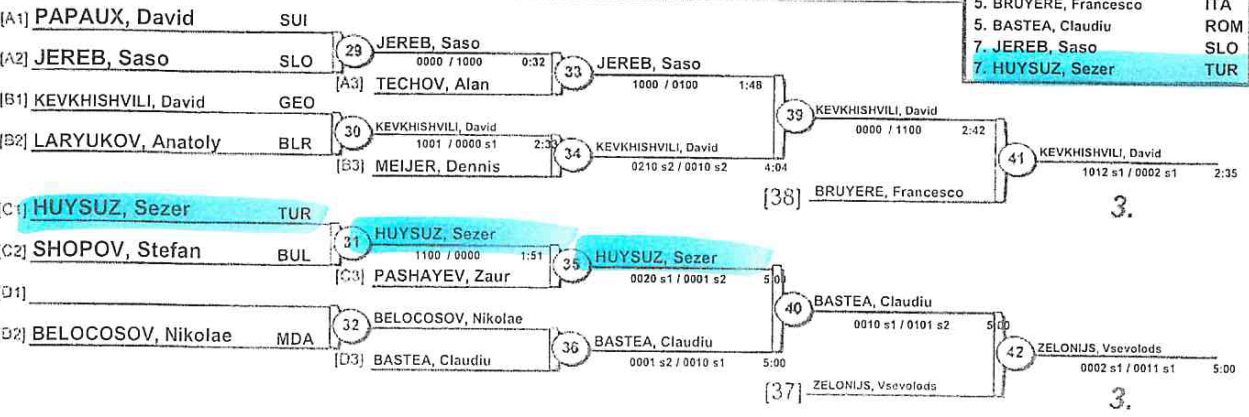 5. BRUYERE, Francesco ITA
5. BASTEA, Claudiu ROM
7. JEREB, Saso SLO
7. HUYSUZ, Sezer TUR
[A1] PAPAUX, David SUI
[A2] JEREB, Saso SLO
29 JEREB, Saso
0000 / 1000 0:32
[A3] TECHOV, Alan
33 JEREB, Saso
1000 / 0100 1:48
[B1] KEVKHISHVILI, David GEO
[B2] LARYUKOV, Anatoly BLR
30 KEVKHISHVILI, David
1001 / 0000 s1 2:33
[B3] MEIJER, Dennis
34 KEVKHISHVILI, David
0210 s2 / 0010 s2 4:04
39 KEVKHISHVILI, David
0000 / 1100 2:42
[38] BRUYERE, Francesco
41 KEVKHISHVILI, David
1012 s1 / 0002 s1 2:35
3.
[C1] HUYSUZ, Sezer TUR
[C2] SHOPOV, Stefan BUL
31 HUYSUZ, Sezer
1100 / 0000 1:51
[C3] PASHAYEV, Zaur
35 HUYSUZ, Sezer
0020 s1 / 0001 s2 5:00
[D1]
[D2] BELOCOSOV, Nikolae MDA
32 BELOCOSOV, Nikolae
[D3] BASTEA, Claudiu
36 BASTEA, Claudiu
0001 s2 / 0010 s1 5:00
40 BASTEA, Claudiu
0010 s1 / 0101 s2 5:00
[37] ZELONIJS, Vsevolods
42 ZELONIJS, Vsevolods
0002 s1 / 0011 s1 5:00
3.